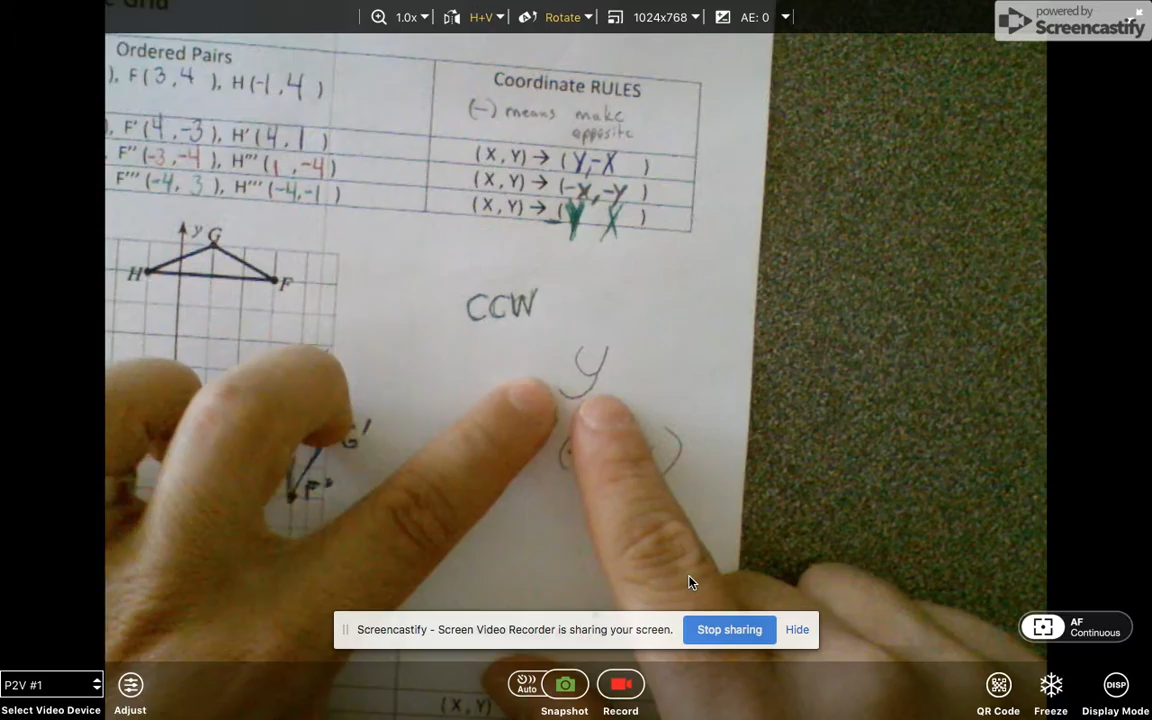 1.0x H+V Rotate 1024x768 AE: 0
powered by
Screencastify
Ordered Pairs
), F(3,4), H(-1,4)
F'(4,-3), H'(4,1)
F''(-3,-4), H'''(1,-4)
F'''(-4, 3), H'''(-4,-1)
Coordinate RULES
(-) means make
opposite
(X, Y) → (Y,-X )
(X, Y) → (-X,-Y )
(X, Y) → (Y X )
y G
H F
CCW
y
G'
F'
( )
Screencastify - Screen Video Recorder is sharing your screen. Stop sharing Hide
AF
Continuous
P2V #1
Select Video Device
Adjust
Auto
Snapshot
Record
(X, Y)
QR Code
Freeze
DISP
Display Mode